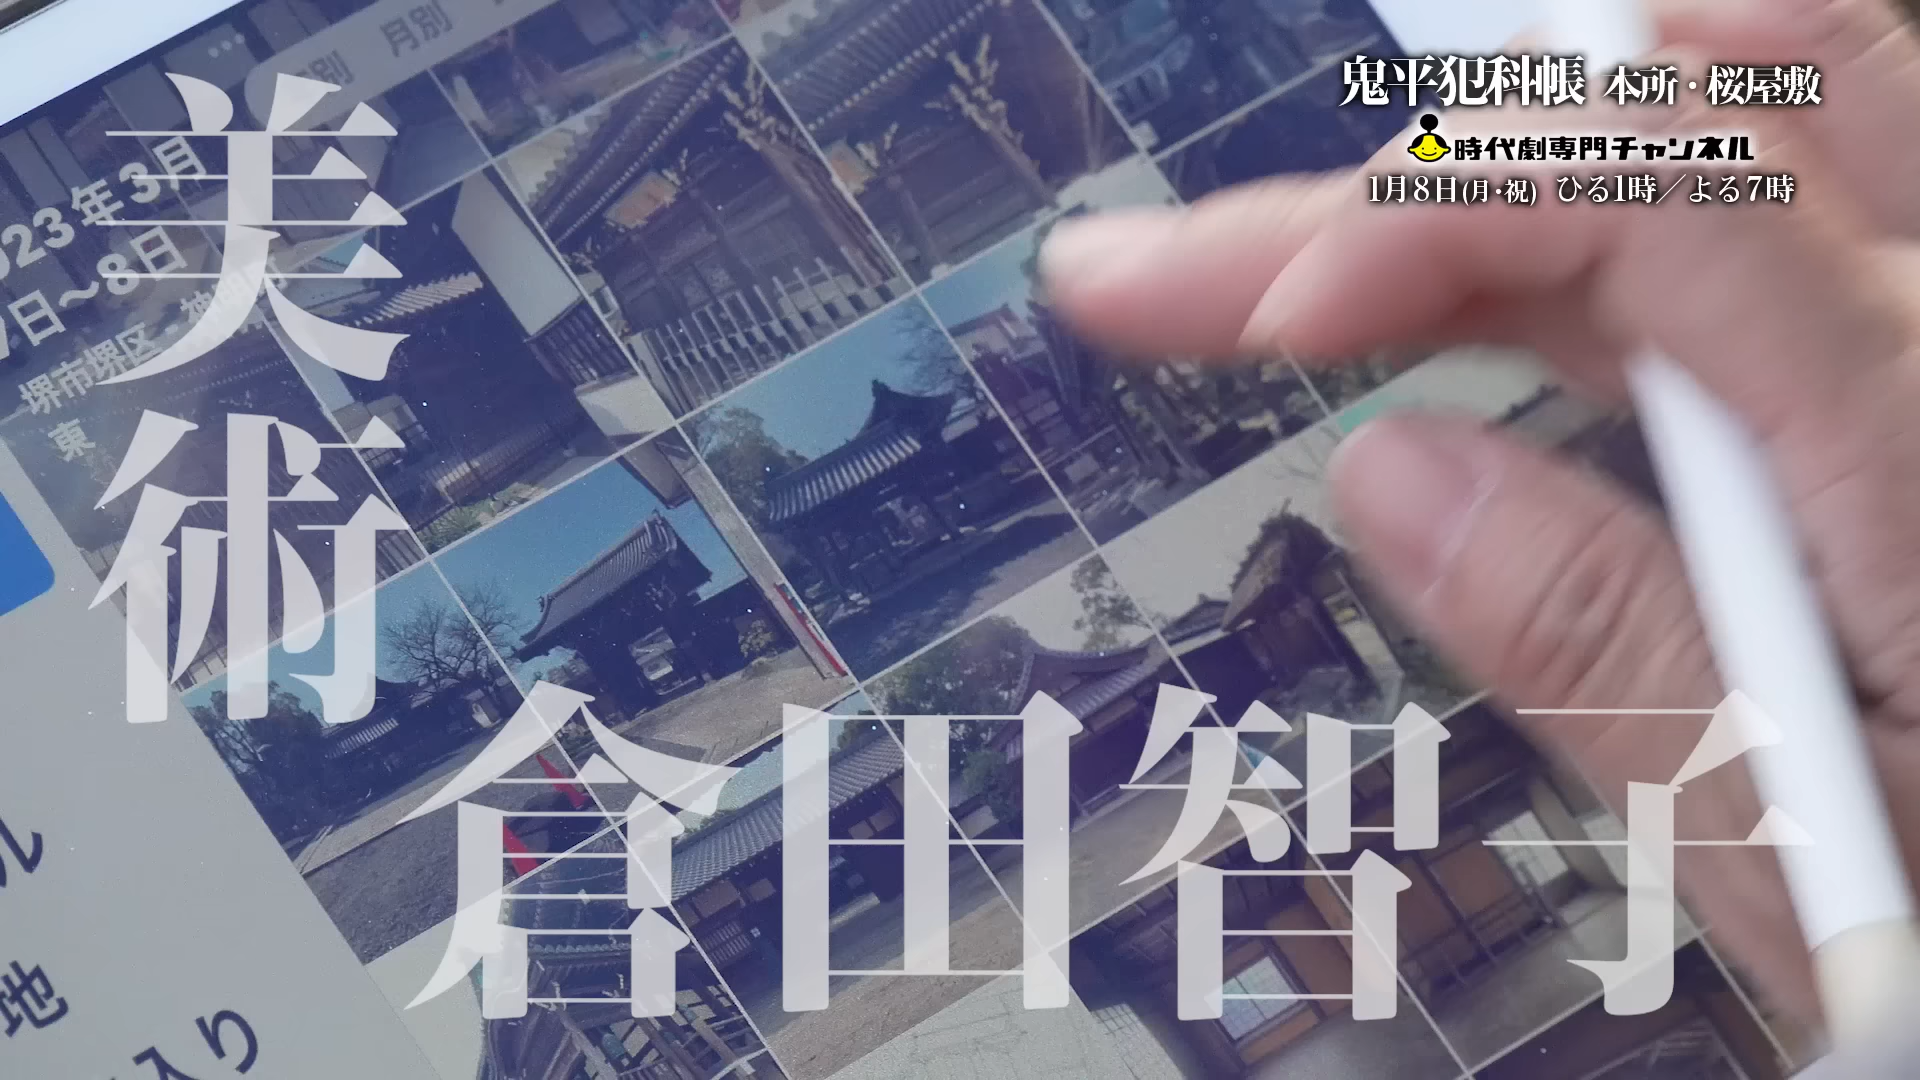 鬼平犯科帳 本所・桜屋敷
時代劇専門チャンネル
1月8日(月・祝) ひる1時／よる7時
美術
倉田智子
月別
023年3月
7日〜8日
堺市堺区・
東
ル
地
入り